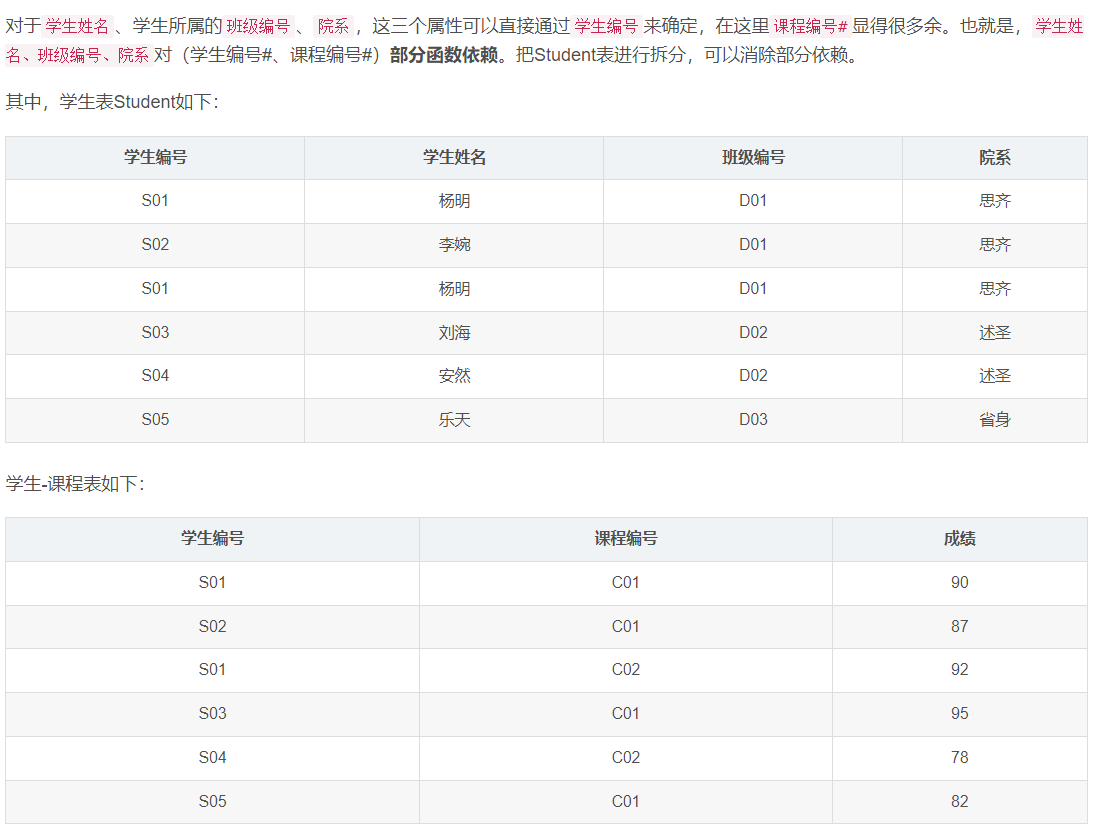 对于 学生姓名 、学生所属的 班级编号 、 院系 ，这三个属性可以直接通过 学生编号 来确定，在这里 课程编号# 显得很多余。也就是， 学生姓
名、班级编号、院系 对（学生编号#、课程编号#）部分函数依赖。把Student表进行拆分，可以消除部分依赖。
其中，学生表Student如下：
学生编号 学生姓名 班级编号 院系
S01 杨明 D01 思齐
S02 李婉 D01 思齐
S01 杨明 D01 思齐
S03 刘海 D02 述圣
S04 安然 D02 述圣
S05 乐天 D03 省身
学生-课程表如下：
学生编号 课程编号 成绩
S01 C01 90
S02 C01 87
S01 C02 92
S03 C01 95
S04 C02 78
S05 C01 82